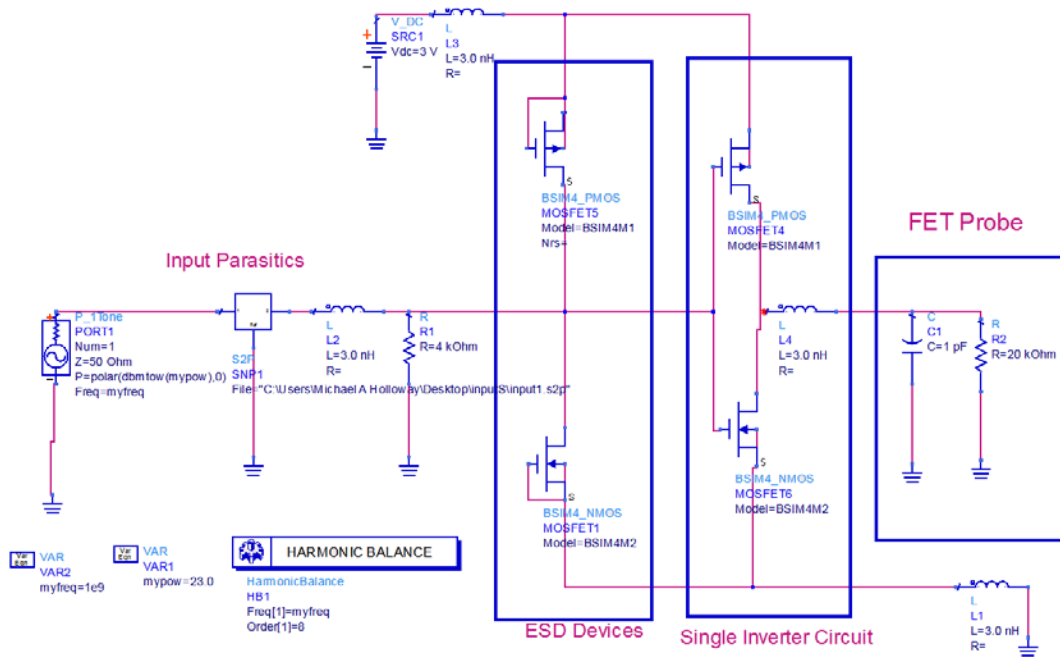 V_DC
SRC1
Vdc=3 V
L
L3
L=3.0 nH
R=
S
BSIM4_PMOS
MOSFET5
Model=BSIM4M1
Nrs=
S
BSIM4_PMOS
MOSFET4
Model=BSIM4M1
FET Probe
Input Parasitics
P_1Tone
PORT1
Num=1
Z=50 Ohm
P=polar(dbmtow(mypow),0)
Freq=myfreq
Ref
S2P
SNP1
File="C:\Users\Michael A Holloway\Desktop\inputS\input1.s2p"
L
L2
L=3.0 nH
R=
R
R1
R=4 kOhm
L
L4
L=3.0 nH
R=
C
C1
C=1 pF
R
R2
R=20 kOhm
S
BSIM4_NMOS
MOSFET1
Model=BSIM4M2
S
BSIM4_NMOS
MOSFET6
Model=BSIM4M2
Var
Eqn
VAR
VAR2
myfreq=1e9
Var
Eqn
VAR
VAR1
mypow=23.0
HARMONIC BALANCE
HarmonicBalance
HB1
Freq[1]=myfreq
Order[1]=8
ESD Devices
Single Inverter Circuit
L
L1
L=3.0 nH
R=